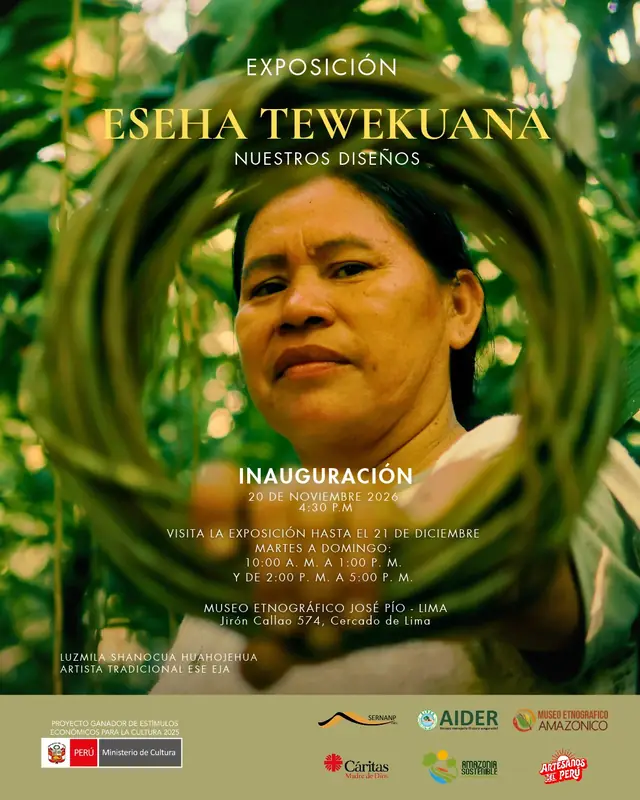 EXPOSICIÓN
ESEHA TEWEKUANA
NUESTROS DISEÑOS
INAUGURACIÓN
20 DE NOVIEMBRE 2026
4:30 P.M
VISITA LA EXPOSICIÓN HASTA EL 21 DE DICIEMBRE
MARTES A DOMINGO:
10:00 A. M. A 1:00 P. M.
Y DE 2:00 P. M. A 5:00 P. M.
MUSEO ETNOGRÁFICO JOSÉ PÍO - LIMA
Jirón Callao 574, Cercado de Lima
LUZMILA SHANOCUA HUAHOJEHUA
ARTISTA TRADICIONAL ESE EJA
PROYECTO GANADOR DE ESTÍMULOS
ECONÓMICOS PARA LA CULTURA 2025
PERÚ Ministerio de Cultura
SERNANP
AIDER
MUSEO ETNOGRAFICO
AMAZONICO
Cáritas
Madre de Dios
AMAZONIA
SOSTENIBLE
ARTESANOS
DEL PERÚ